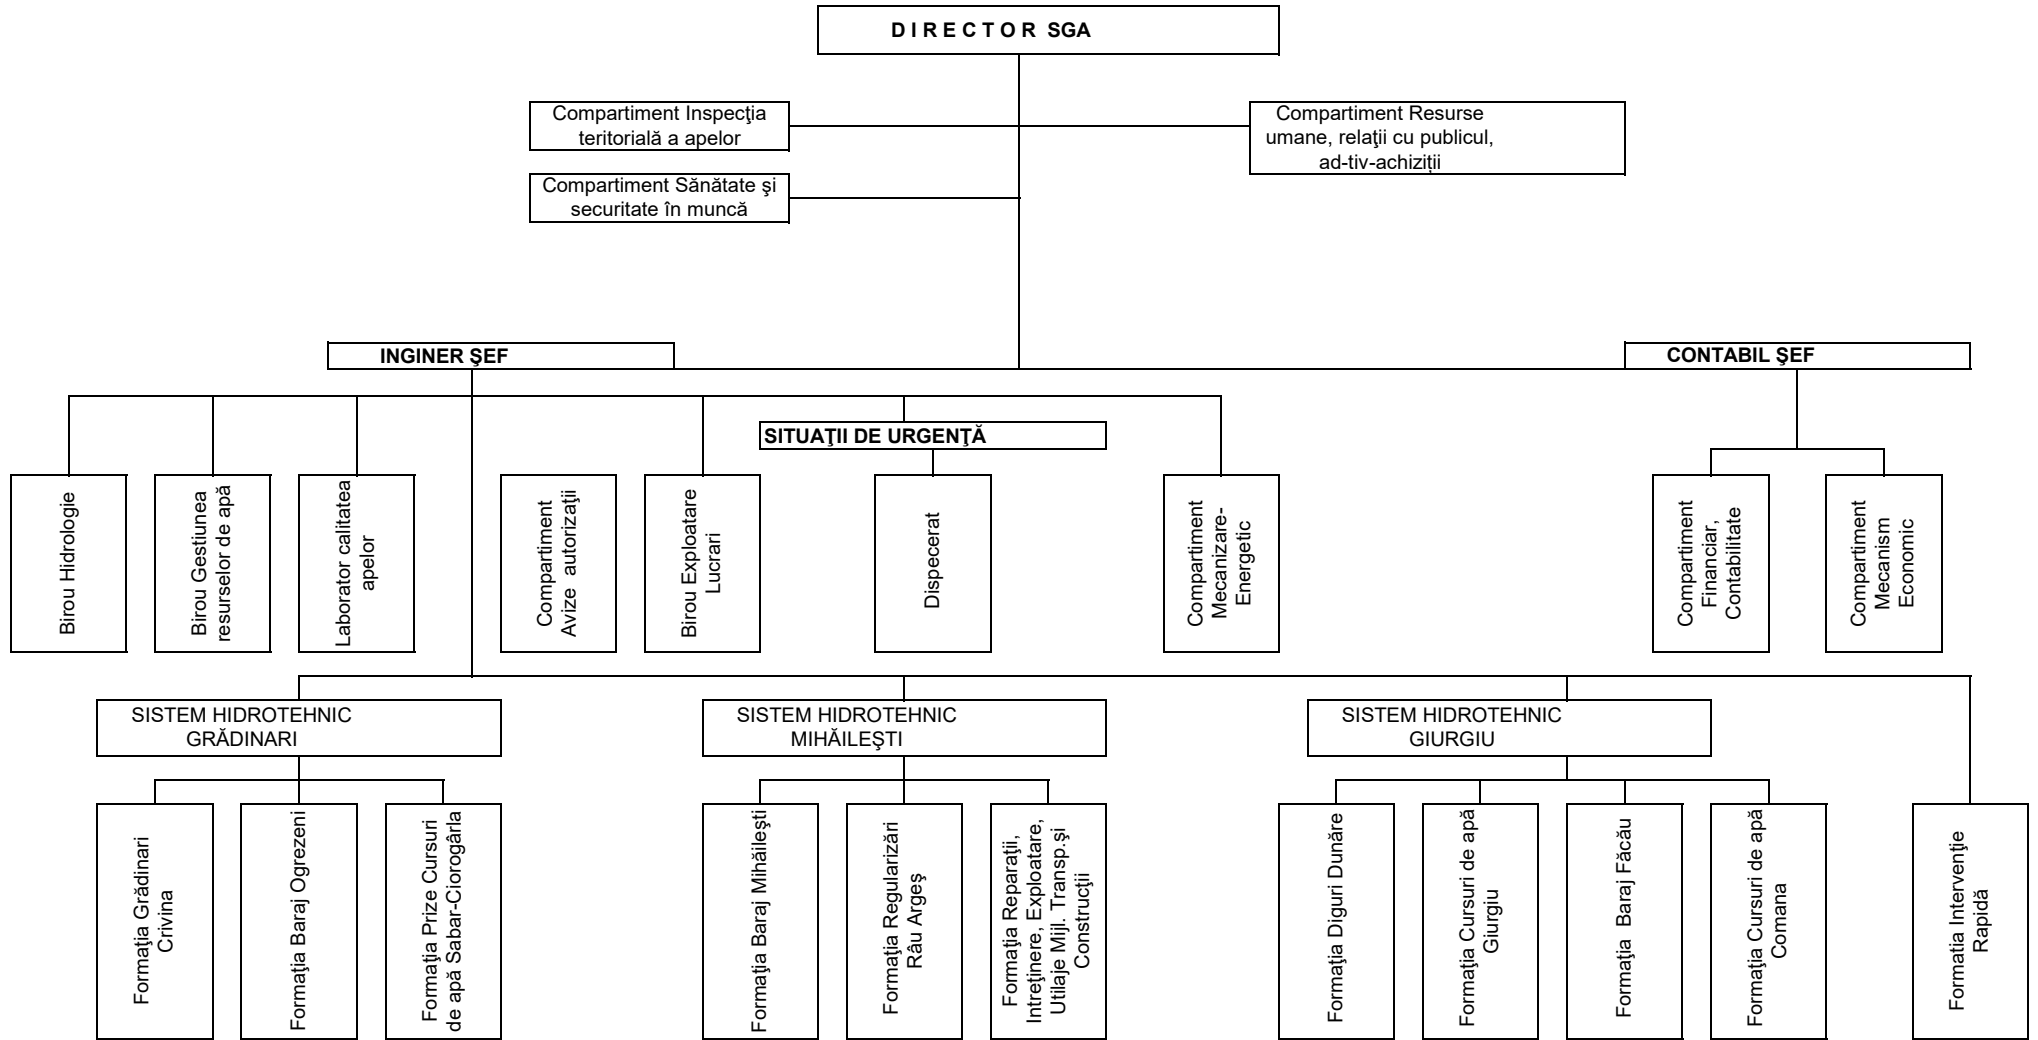 D I R E C T O R  SGA
Compartiment Inspecţia
teritorială a apelor
Compartiment Resurse
umane, relaţii cu publicul,
ad-tiv-achiziții
Compartiment Sănătate şi
securitate în muncă
INGINER ŞEF
CONTABIL ŞEF
SITUAŢII DE URGENŢĂ
Birou Hidrologie
Birou Gestiunea
resurselor de apă
Laborator calitatea
apelor
Compartiment
Avize  autorizaţii
Birou Exploatare
Lucrari
Dispecerat
Compartiment
Mecanizare-
Energetic
Compartiment
Financiar,
Contabilitate
Compartiment
Mecanism
Economic
SISTEM HIDROTEHNIC
GRĂDINARI
SISTEM HIDROTEHNIC
MIHĂILEŞTI
SISTEM HIDROTEHNIC
GIURGIU
Formaţia Grădinari
Crivina
Formaţia Baraj Ogrezeni
Formaţia Prize Cursuri
de apă Sabar-Ciorogârla
Formaţia Baraj Mihăileşti
Formaţia Regularizări
Râu Argeş
Formaţia Reparaţii,
Intreţinere, Exploatare,
Utilaje Mijl. Transp.şi
Construcţii
Formaţia Diguri Dunăre
Formaţia Cursuri de apă
Giurgiu
Formaţia  Baraj Făcău
Formaţia Cursuri de apă
Comana
Formatia Intervenţie
Rapidă